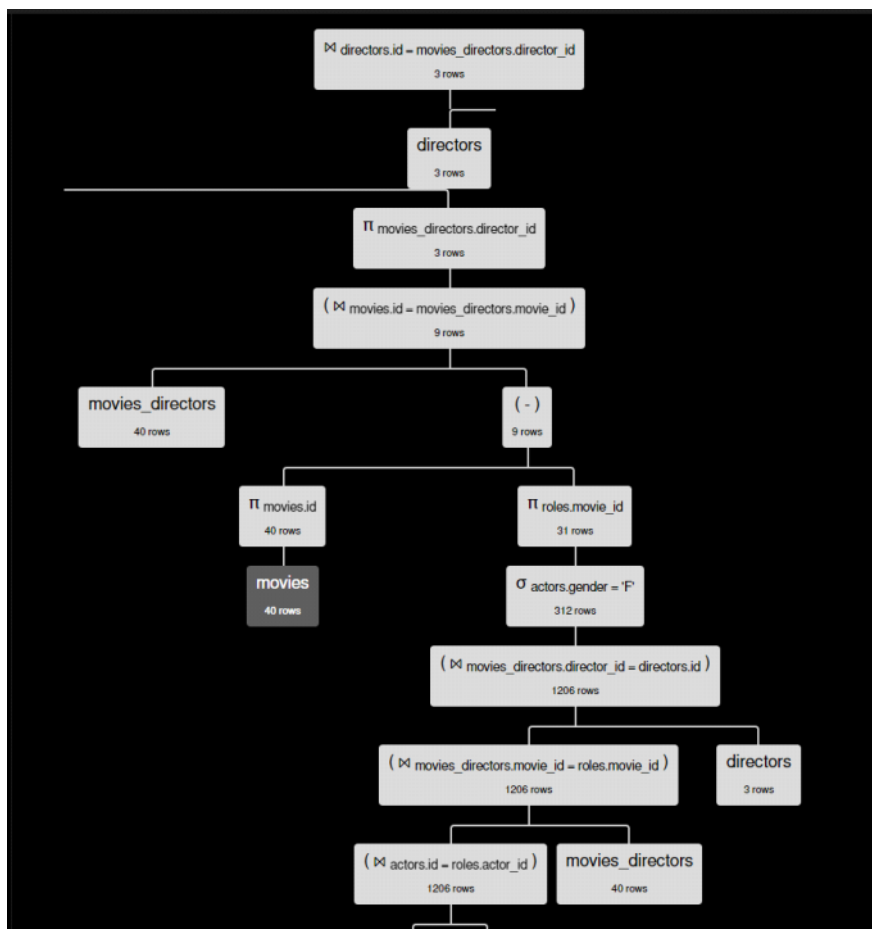 ⋈ directors.id = movies_directors.director_id
3 rows
directors
3 rows
π movies_directors.director_id
3 rows
( ⋈ movies.id = movies_directors.movie_id )
9 rows
movies_directors
40 rows
( - )
9 rows
π movies.id
40 rows
π roles.movie_id
31 rows
movies
40 rows
σ actors.gender = 'F'
312 rows
( ⋈ movies_directors.director_id = directors.id )
1206 rows
( ⋈ movies_directors.movie_id = roles.movie_id )
1206 rows
directors
3 rows
( ⋈ actors.id = roles.actor_id )
1206 rows
movies_directors
40 rows